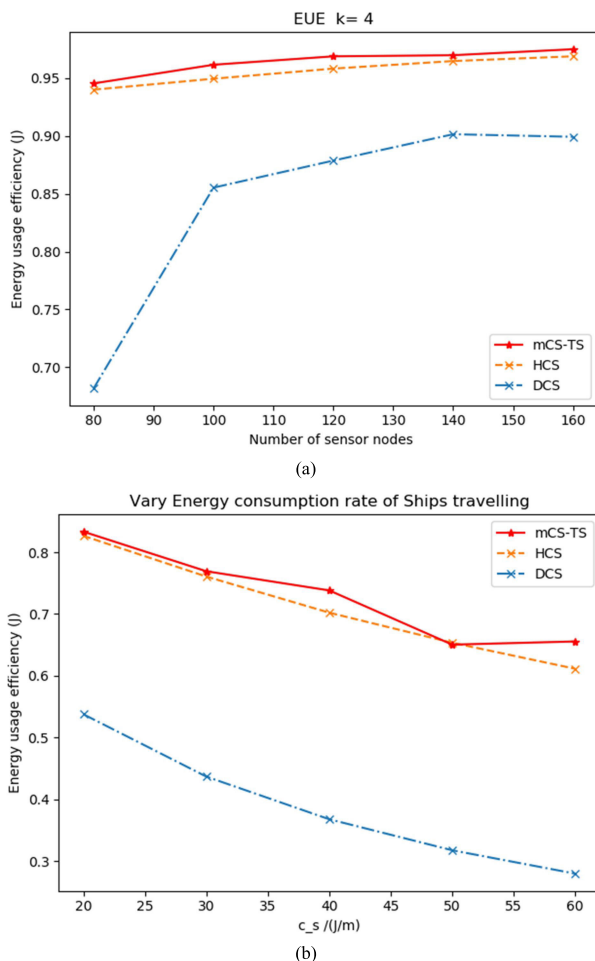 EUE k= 4
Energy usage efficiency (J)
0.95
0.90
0.85
0.80
0.75
0.70
mCS-TS
HCS
DCS
80 90 100 110 120 130 140 150 160
Number of sensor nodes
(a)
Vary Energy consumption rate of Ships travelling
Energy usage efficiency (J)
0.8
0.7
0.6
0.5
0.4
0.3
mCS-TS
HCS
DCS
20 25 30 35 40 45 50 55 60
c_s /(J/m)
(b)